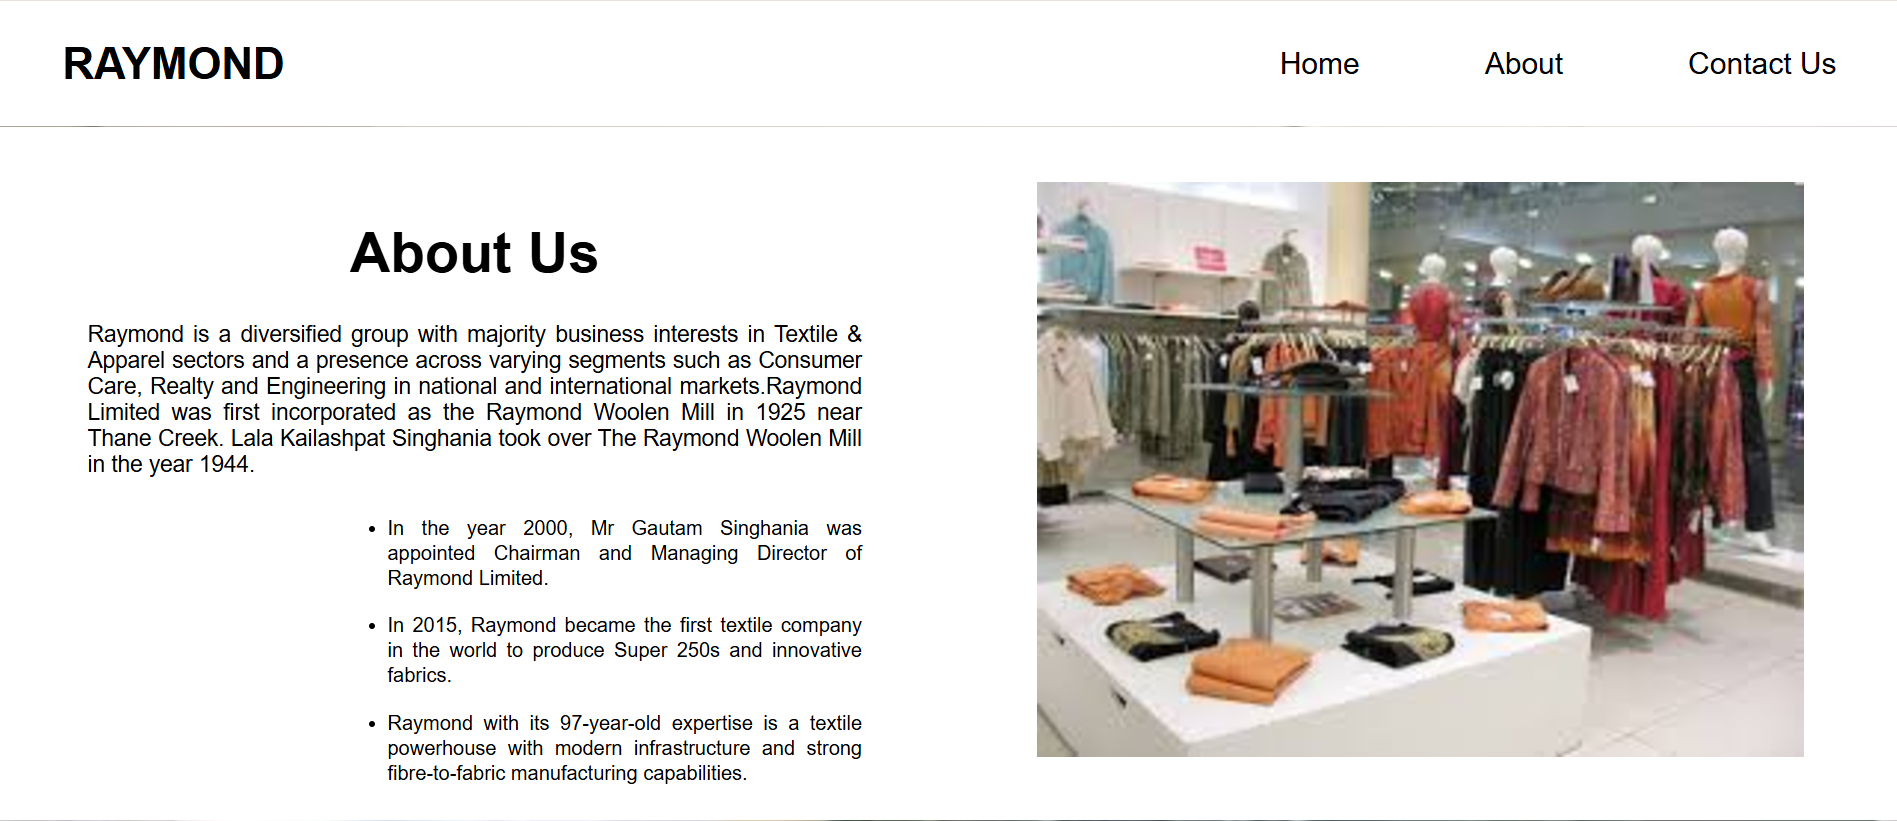 RAYMOND
Home
About
Contact Us
About Us
Raymond is a diversified group with majority business interests in Textile &
Apparel sectors and a presence across varying segments such as Consumer
Care, Realty and Engineering in national and international markets.Raymond
Limited was first incorporated as the Raymond Woolen Mill in 1925 near
Thane Creek. Lala Kailashpat Singhania took over The Raymond Woolen Mill
in the year 1944.
• In the year 2000, Mr Gautam Singhania was
appointed Chairman and Managing Director of
Raymond Limited.
• In 2015, Raymond became the first textile company
in the world to produce Super 250s and innovative
fabrics.
• Raymond with its 97-year-old expertise is a textile
powerhouse with modern infrastructure and strong
fibre-to-fabric manufacturing capabilities.